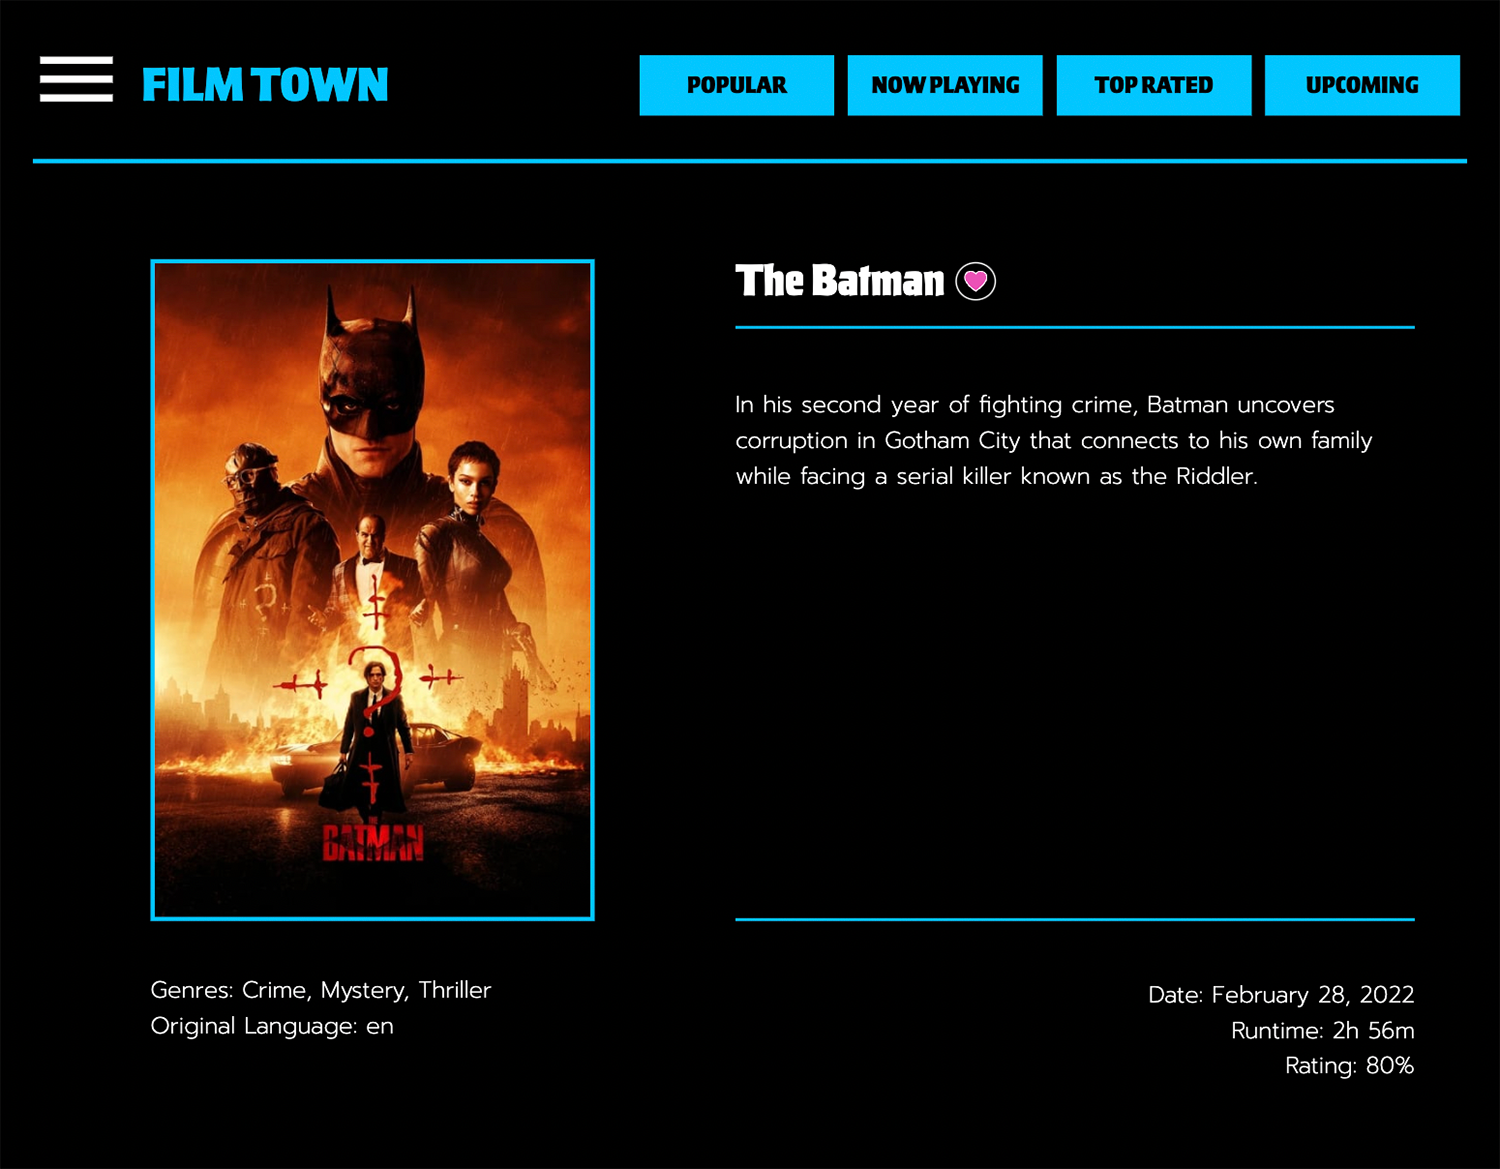 FILM TOWN
POPULAR
NOW PLAYING
TOP RATED
UPCOMING
The Batman
In his second year of fighting crime, Batman uncovers
corruption in Gotham City that connects to his own family
while facing a serial killer known as the Riddler.
BATMAN
Genres: Crime, Mystery, Thriller
Original Language: en
Date: February 28, 2022
Runtime: 2h 56m
Rating: 80%